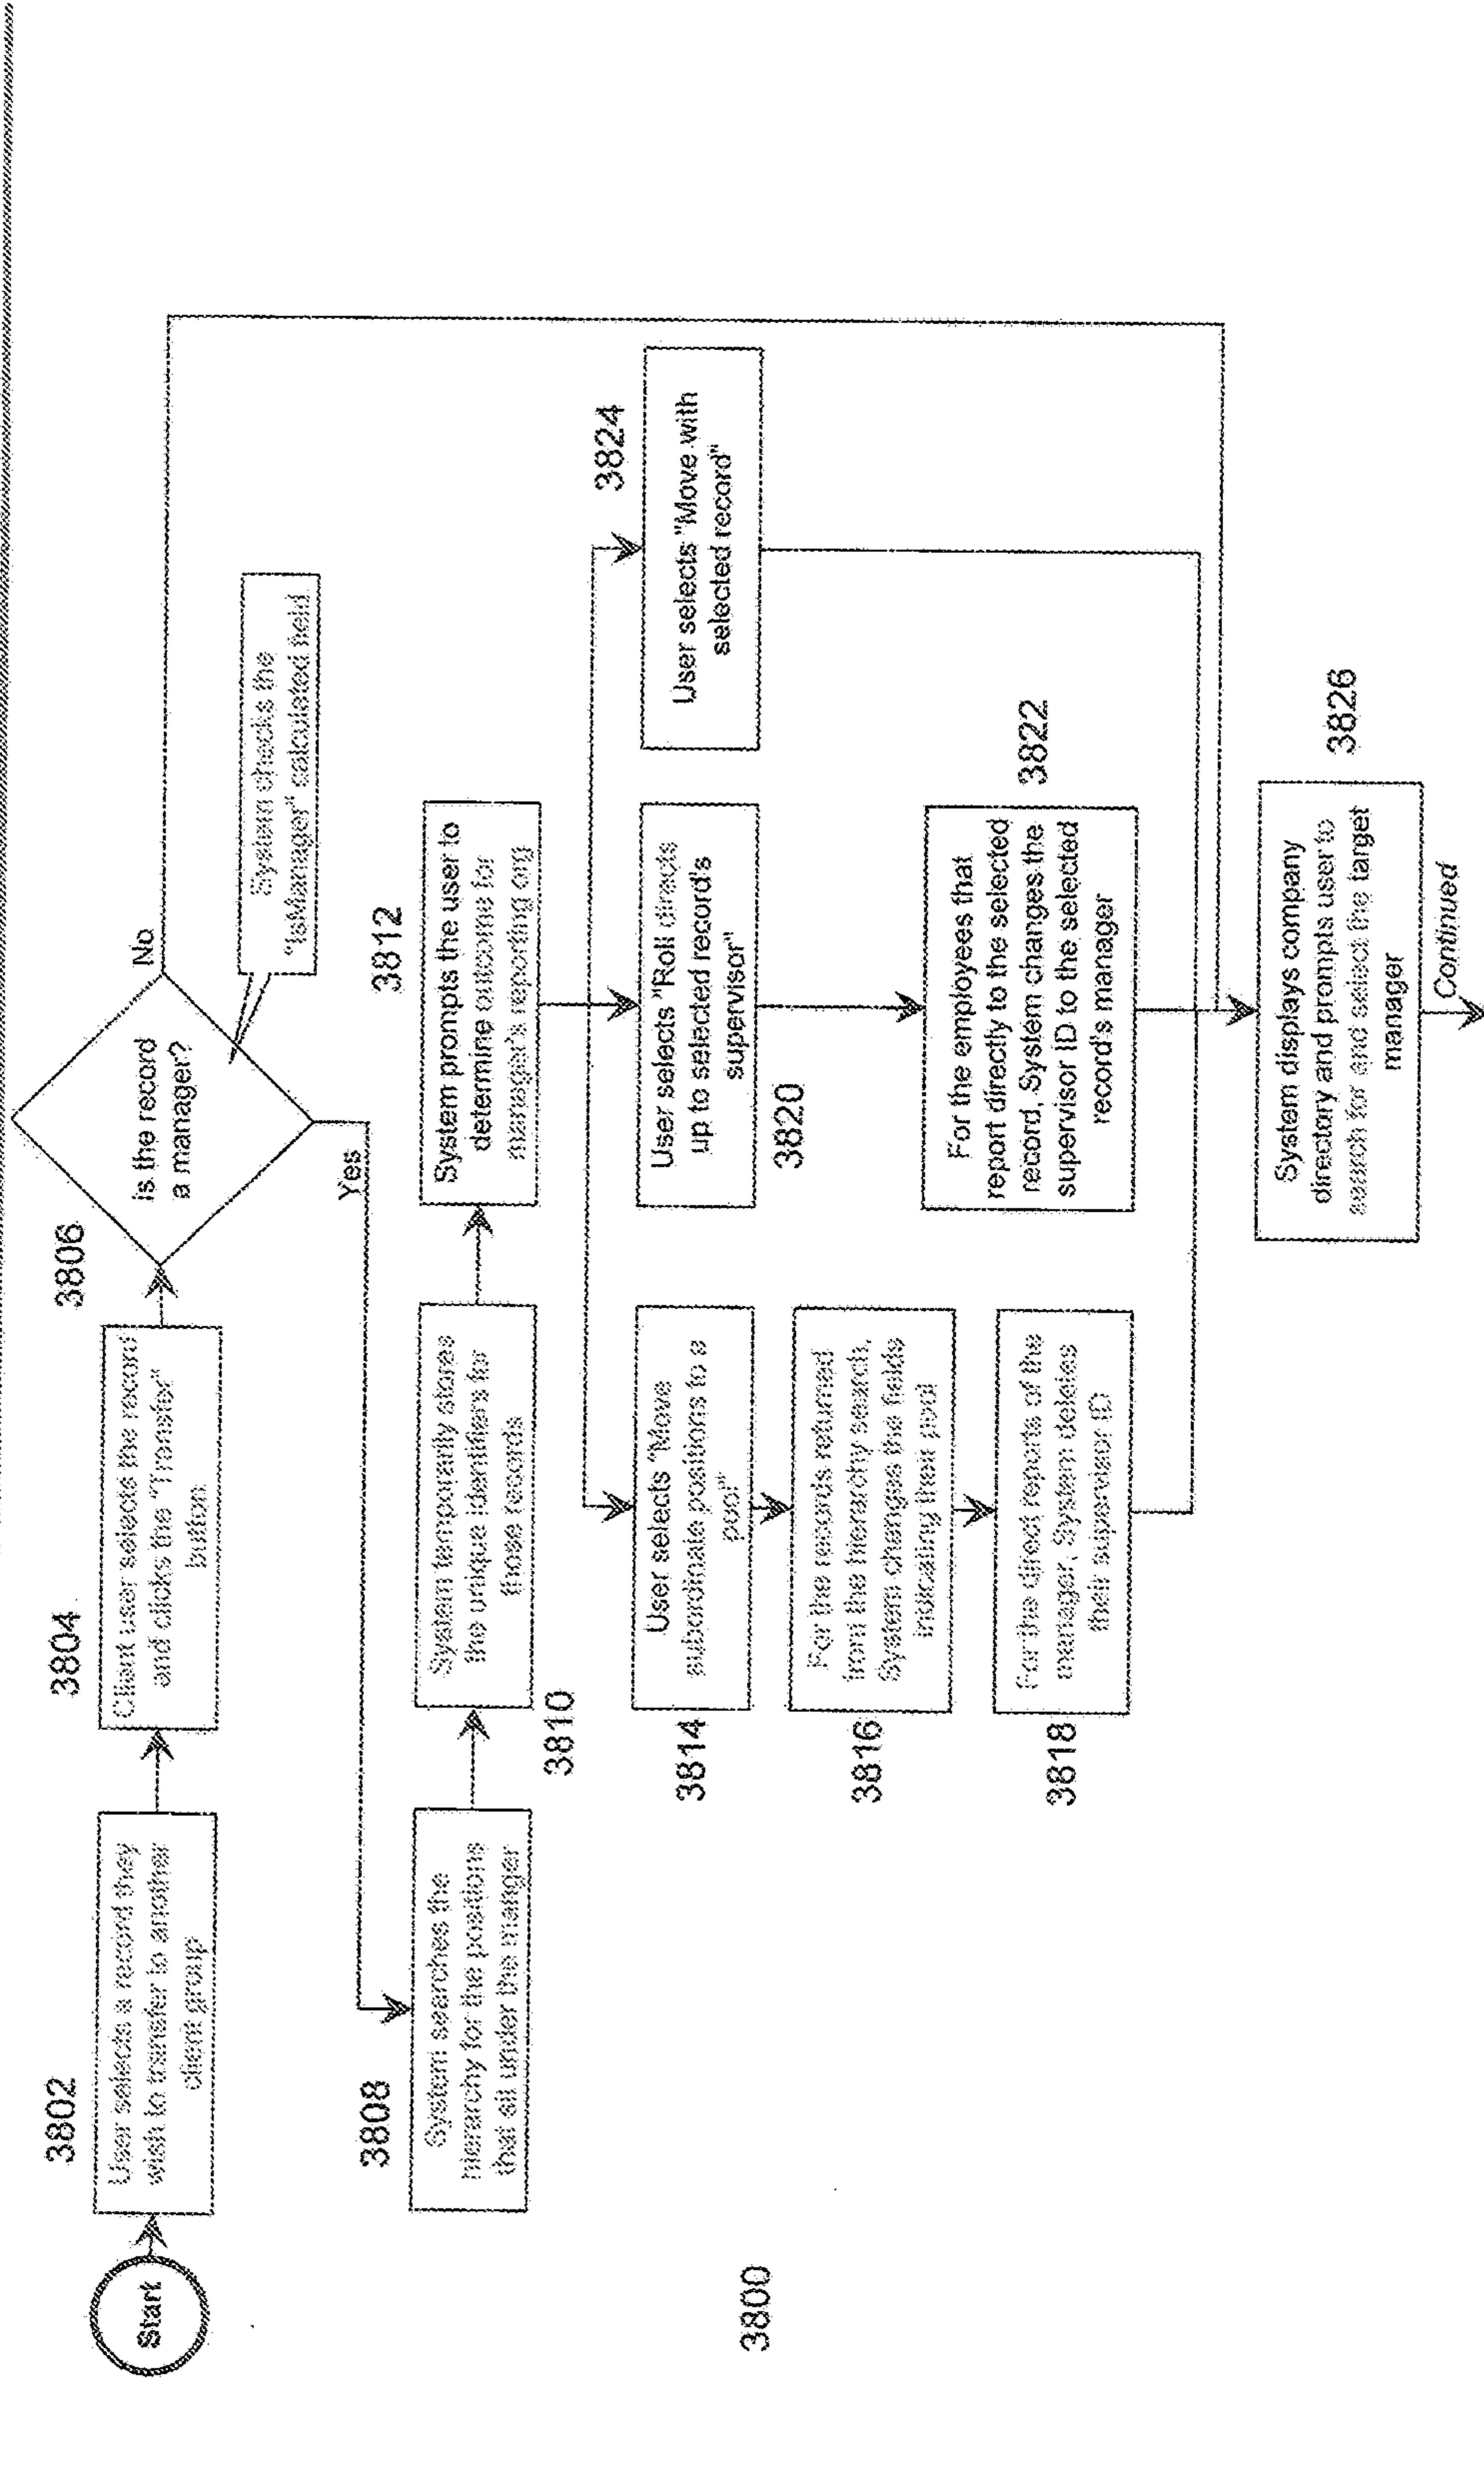 3802
3804
3806
Start
User selects a record they
wish to transfer to another
client group
Client user selects the record
and clicks the "Transfer"
button
Is the record
a manager?
No
Yes
System checks the
"IsManager" calculated field
3808
System searches the
hierarchy for the positions
that sit under the manger
System temporarily stores
the unique identifiers for
those records
3810
3812
System prompts the user to
determine outcome for
manager's reporting org
3814
User selects "Move
subordinate positions to a
pool"
User selects "Roll directs
up to selected record's
supervisor"
3820
3824
User selects "Move with
selected record"
3816
For the records returned
from the hierarchy search,
System changes the fields
indicating their pool
3818
For the direct reports of the
manager, System deletes
their supervisor ID
For the employees that
report directly to the selected
record, System changes the
supervisor ID to the selected
record's manager
3822
System displays company
directory and prompts user to
search for and select the target
manager
3826
Continued
3800